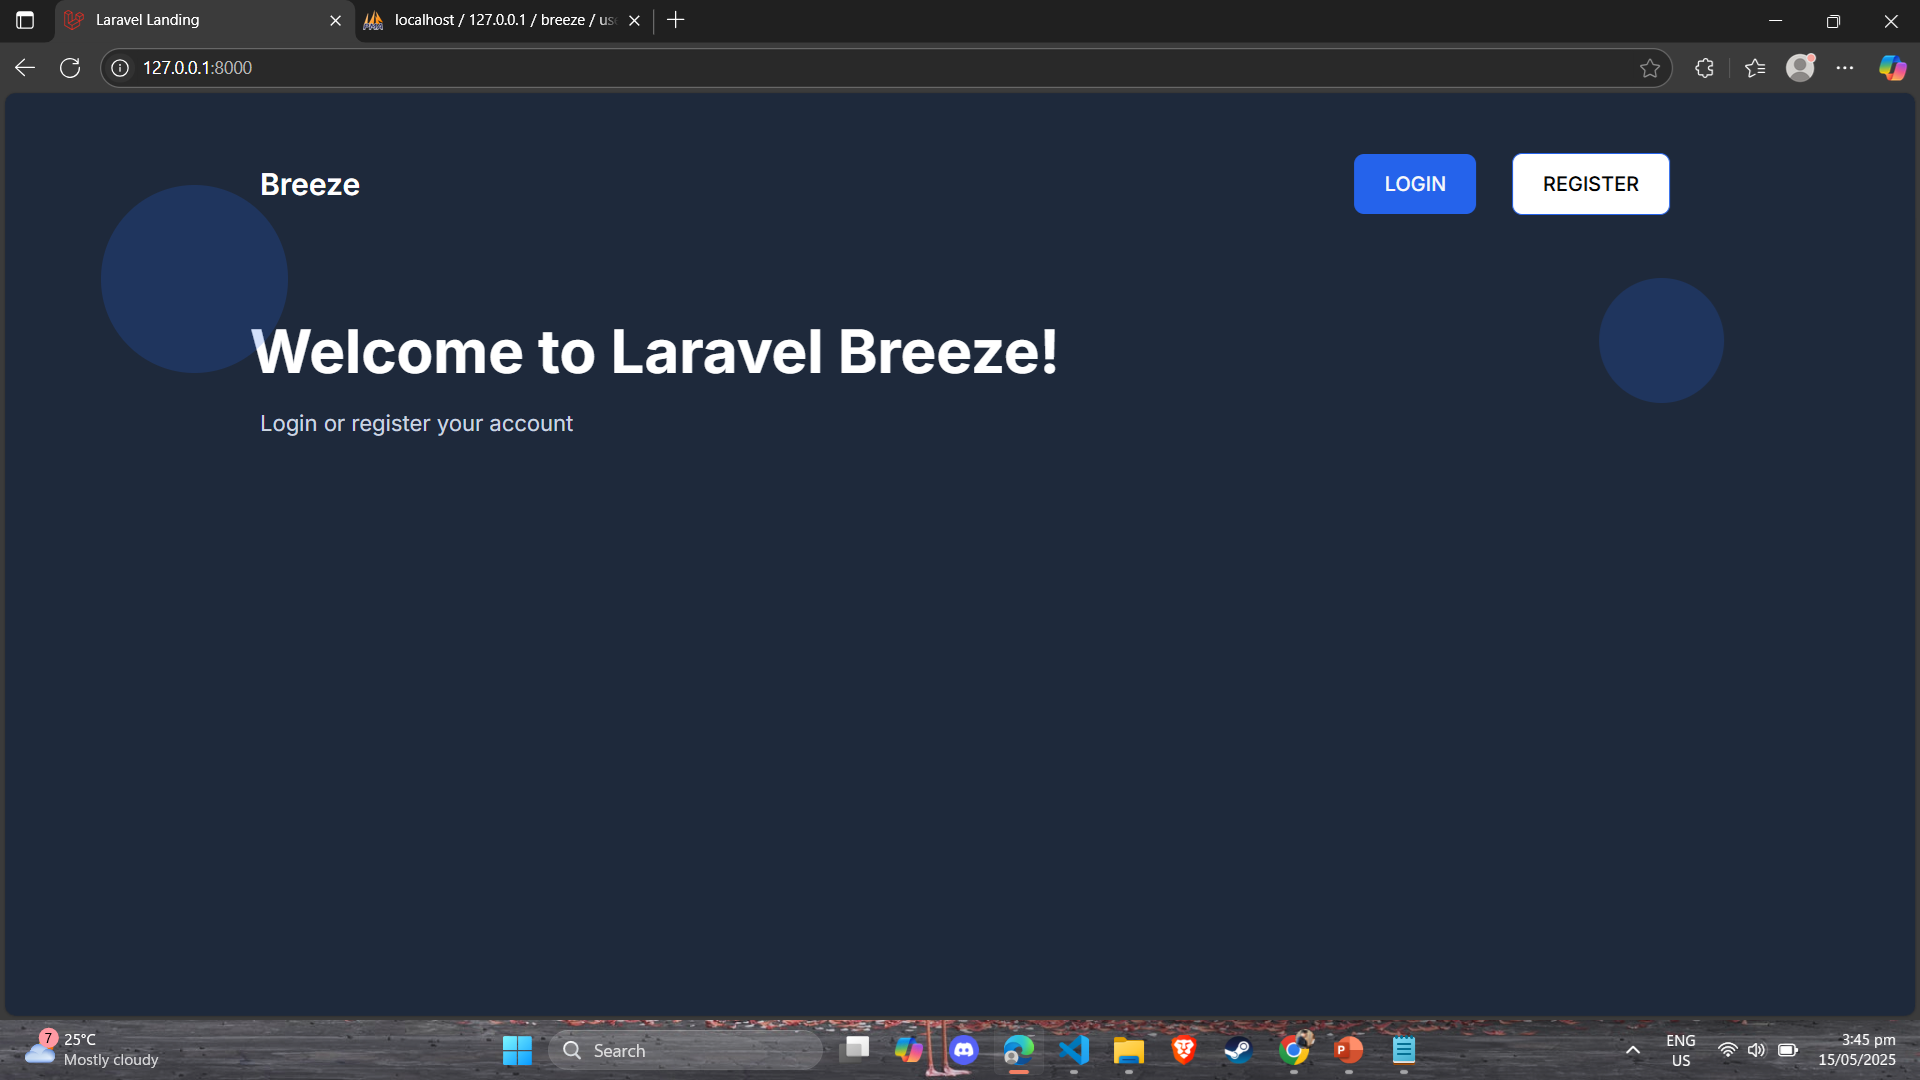 Laravel Landing
localhost / 127.0.0.1 / breeze / us
127.0.0.1:8000
Breeze
LOGIN
REGISTER
Welcome to Laravel Breeze!
Login or register your account
7
25°C
Mostly cloudy
Search
ENG
US
3:45 pm
15/05/2025